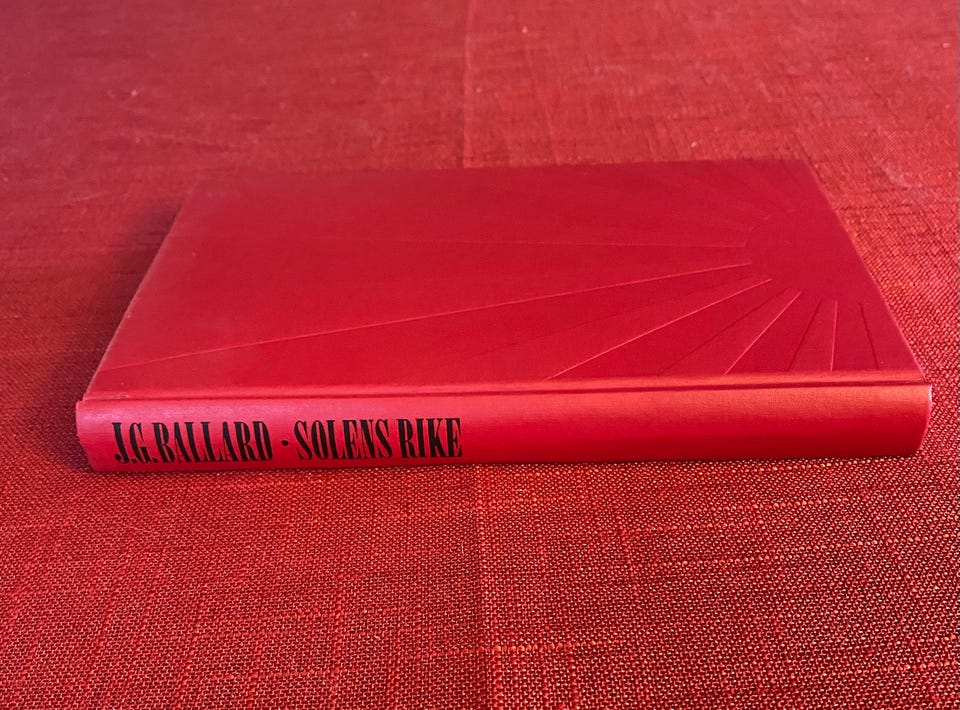 J.G. BALLARD · SOLENS RIKE